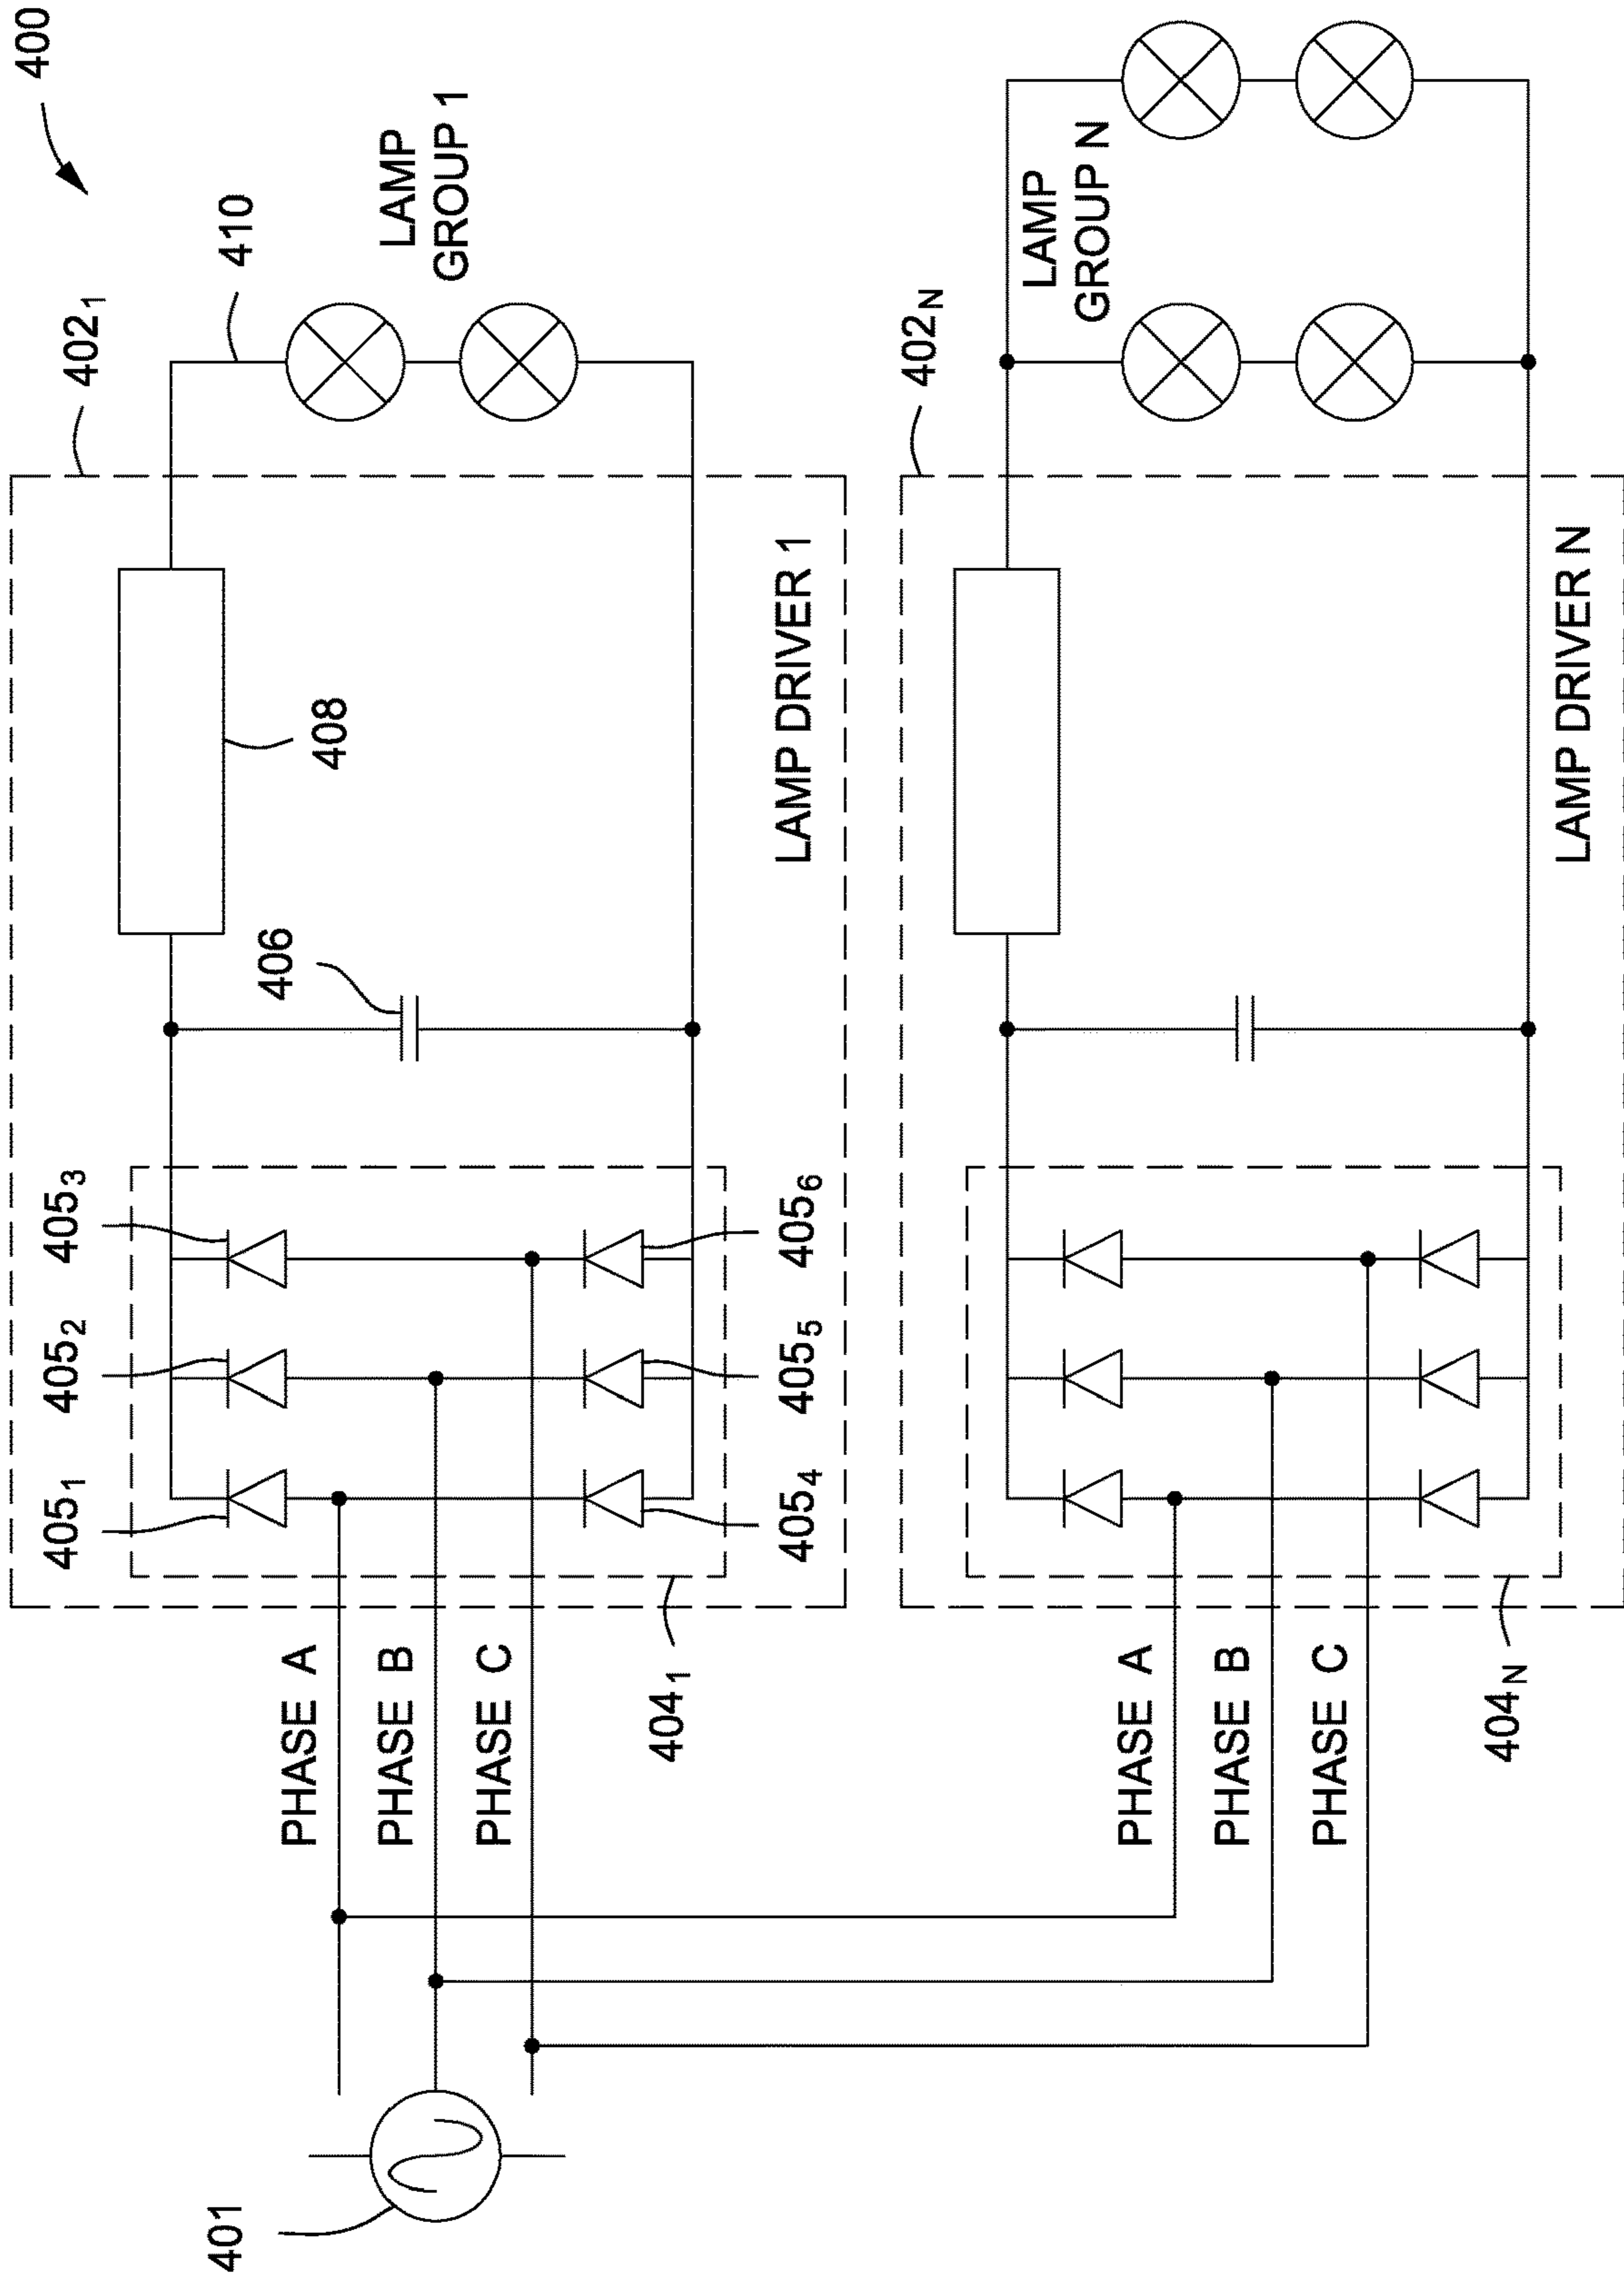 400
402₁
410
LAMP
GROUP 1
408
406
LAMP DRIVER 1
405₃
405₂
405₁
405₆
405₅
405₄
404₁
PHASE A
PHASE B
PHASE C
401
402N
LAMP
GROUP N
LAMP DRIVER N
404N
PHASE A
PHASE B
PHASE C